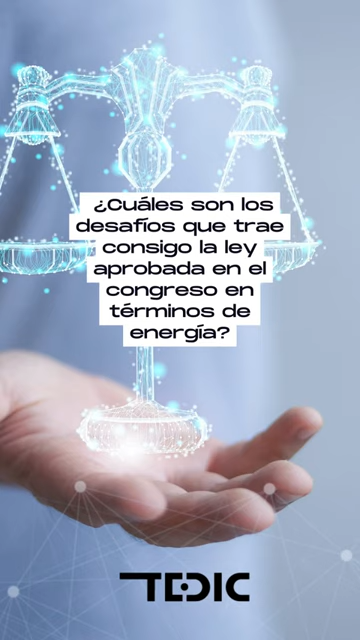 ¿Cuáles son los
desafíos que trae
consigo la ley
aprobada en el
congreso en
términos de
energía?
TEDIC